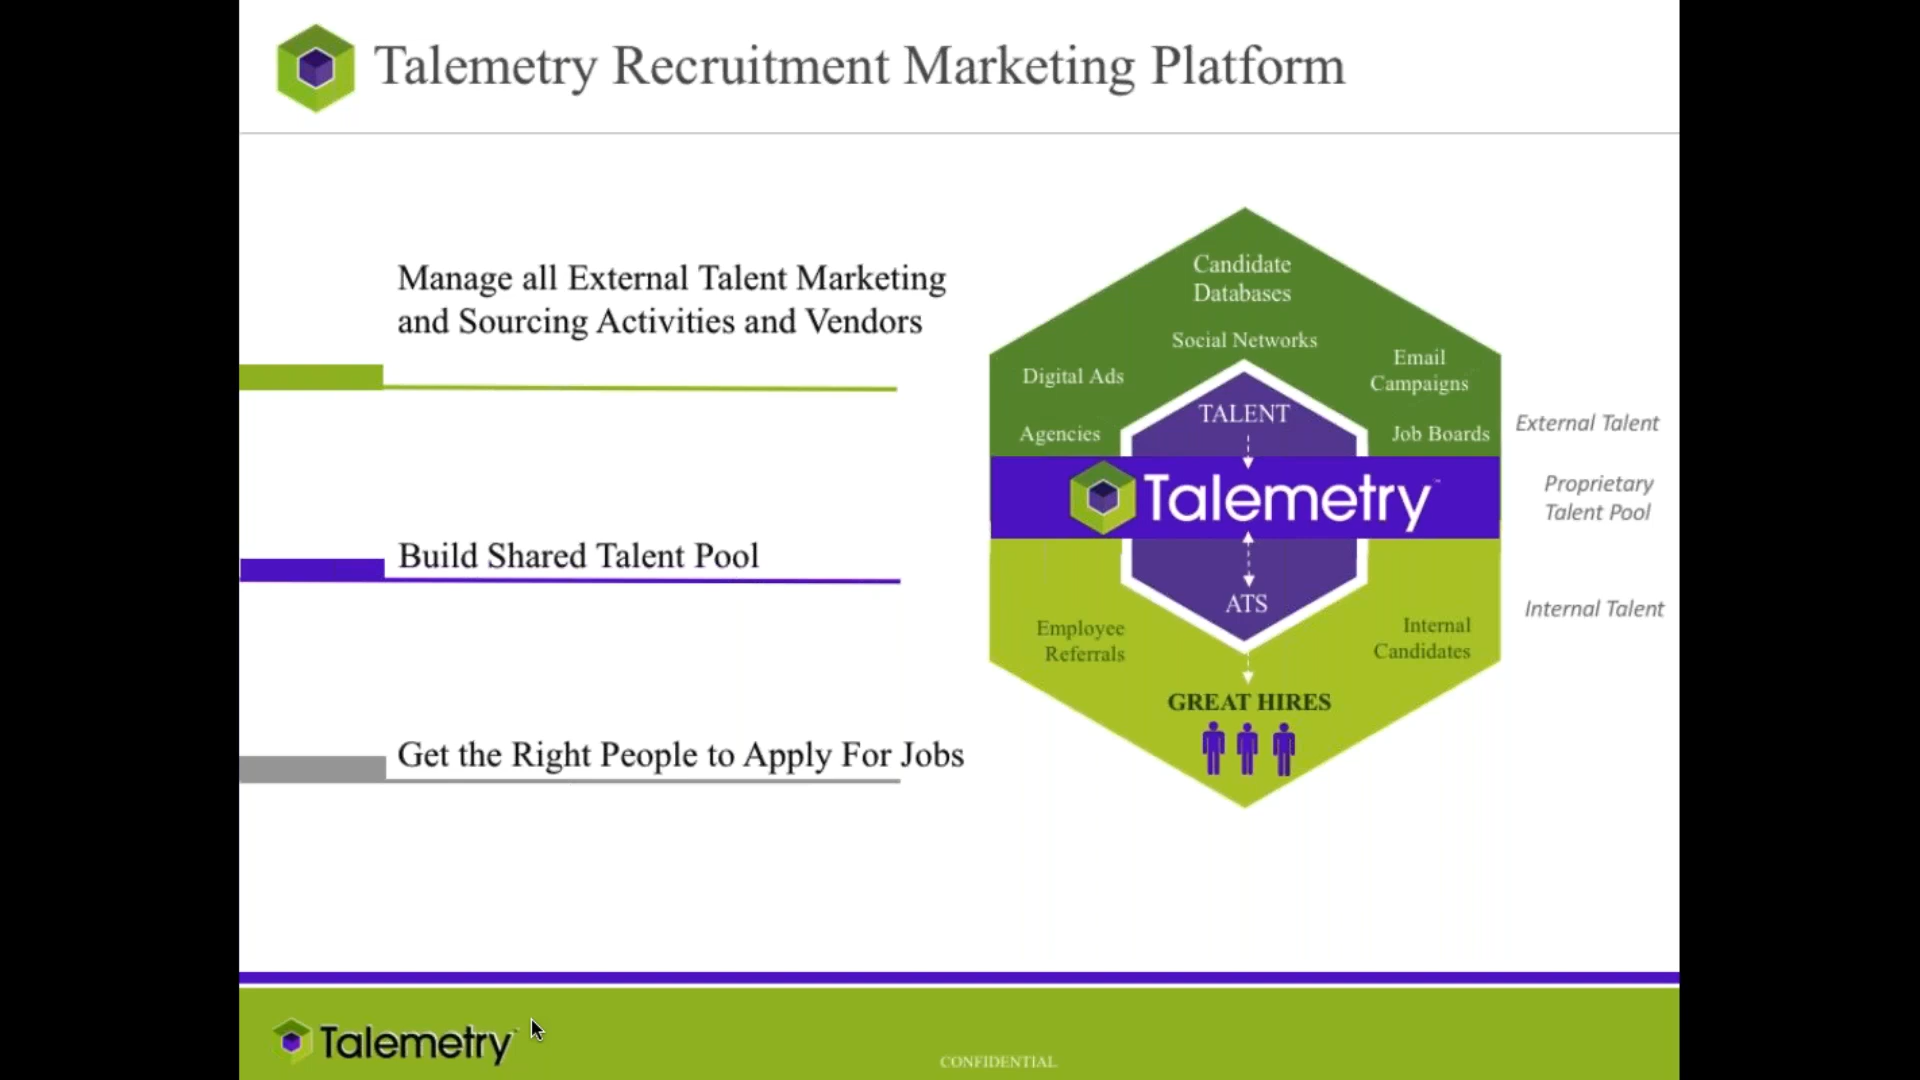 Talemetry Recruitment Marketing Platform
Manage all External Talent Marketing
and Sourcing Activities and Vendors
Build Shared Talent Pool
Get the Right People to Apply For Jobs
Candidate
Databases
Social Networks
Digital Ads
Email
Campaigns
Agencies
Job Boards
TALENT
Talemetry™
ATS
Employee
Referrals
Internal
Candidates
GREAT HIRES
External Talent
Proprietary
Talent Pool
Internal Talent
Talemetry
CONFIDENTIAL